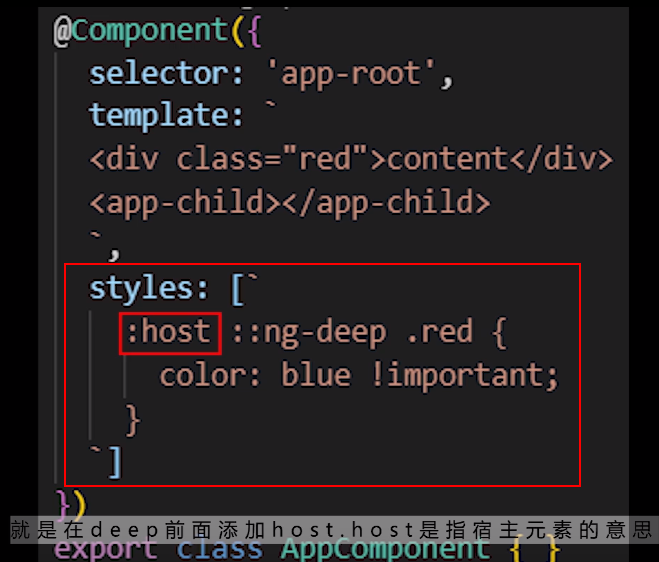 @Component({
selector: 'app-root',
template: `
<div class="red">content</div>
<app-child></app-child>
`,
styles: [`
:host ::ng-deep .red {
color: blue !important;
}
`]
})
就是在deep前面添加host,host是指宿主元素的意思
export class AppComponent { }